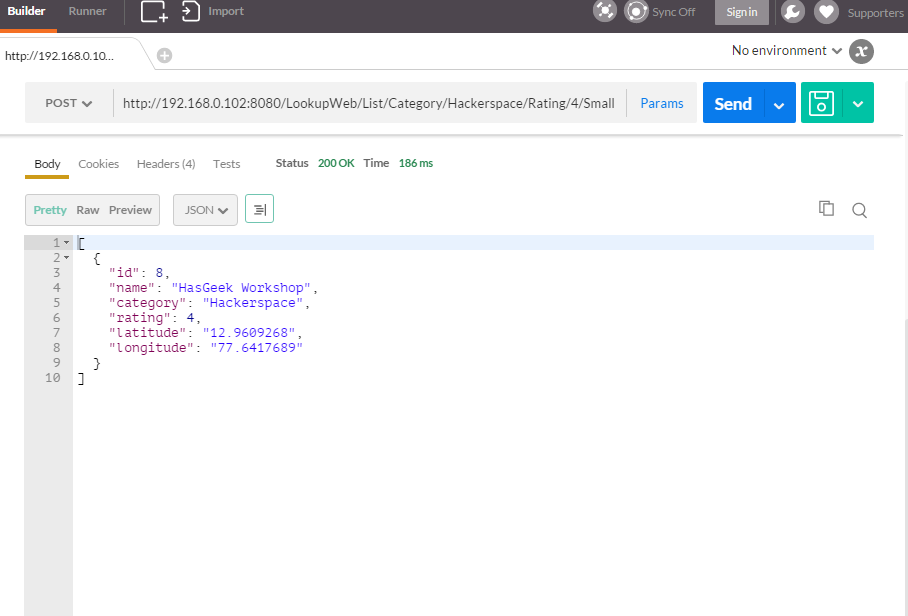 Builder Runner Import Sync Off Sign in Supporters
http://192.168.0.10... No environment
POST http://192.168.0.102:8080/LookupWeb/List/Category/Hackerspace/Rating/4/Small Params Send
Body Cookies Headers (4) Tests Status 200 OK Time 186 ms
Pretty Raw Preview JSON
1 [
2 {
3 "id": 8,
4 "name": "HasGeek Workshop",
5 "category": "Hackerspace",
6 "rating": 4,
7 "latitude": "12.9609268",
8 "longitude": "77.6417689"
9 }
10 ]